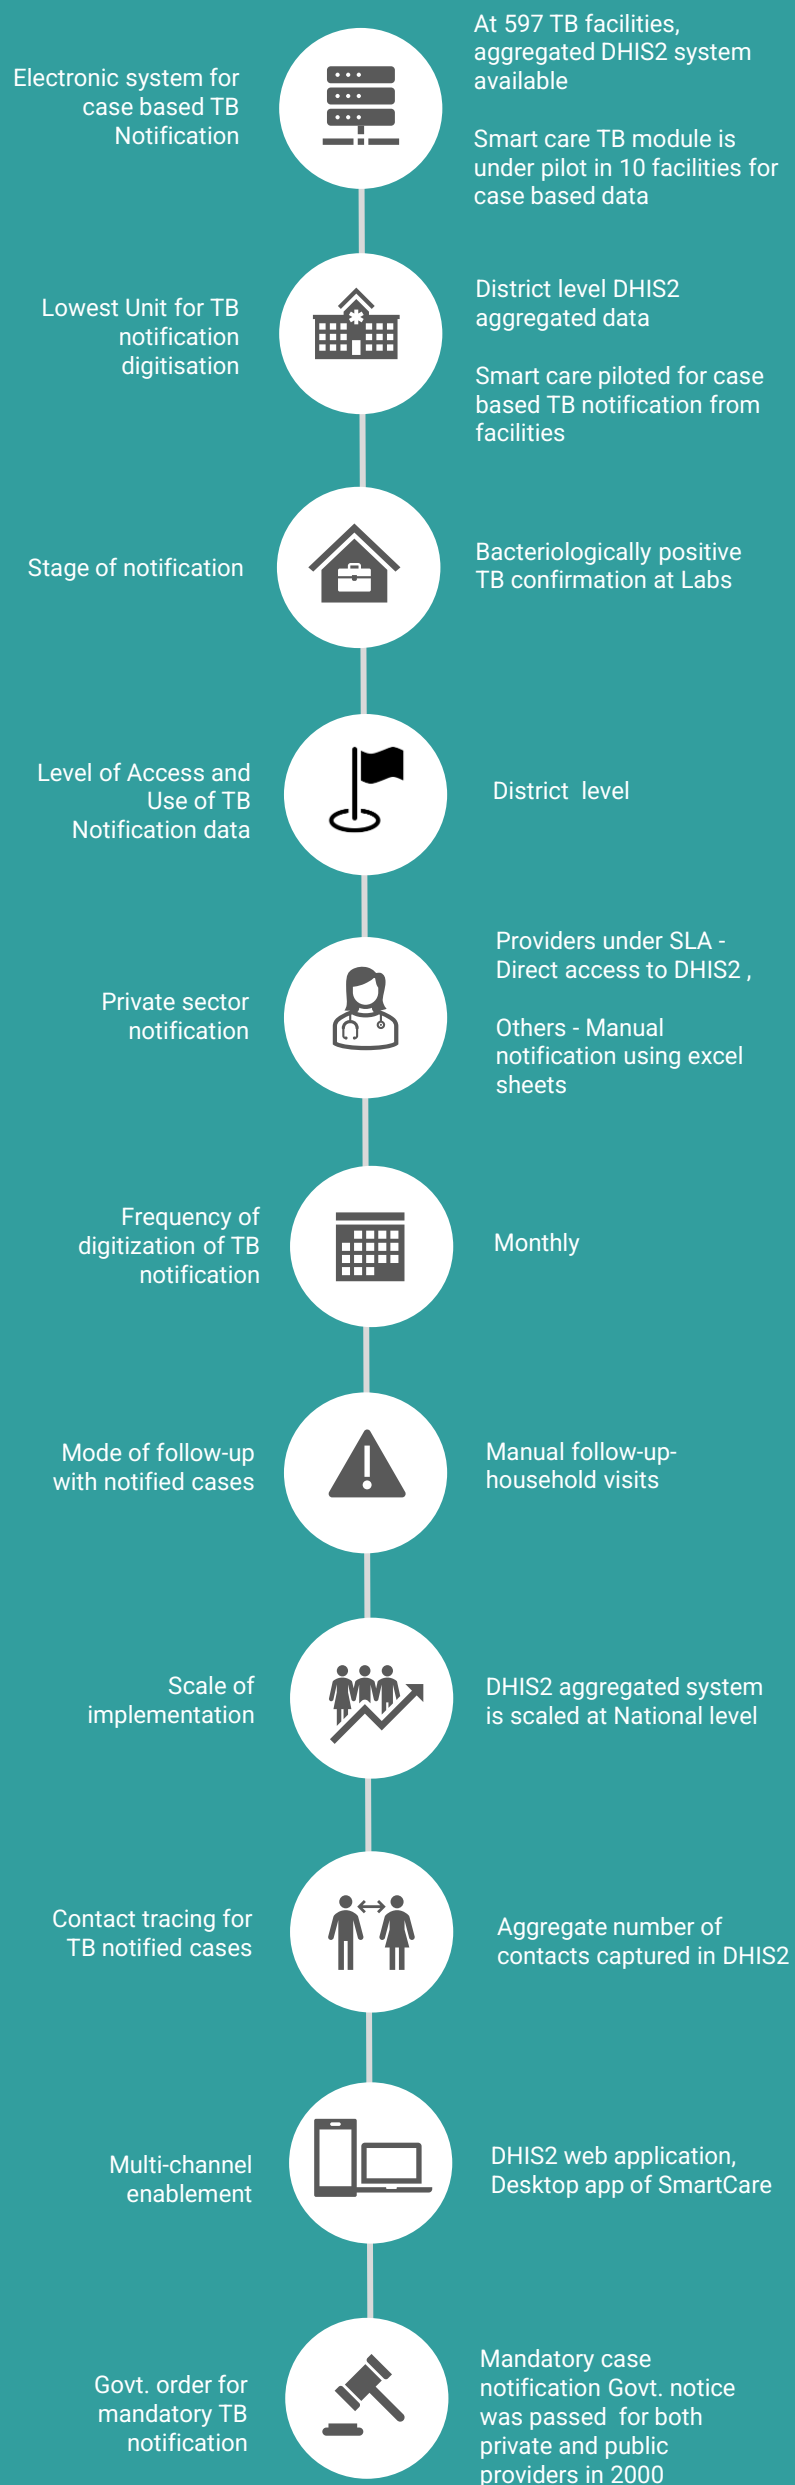 Electronic system for
case based TB
Notification
At 597 TB facilities,
aggregated DHIS2 system
available
Smart care TB module is
under pilot in 10 facilities for
case based data
Lowest Unit for TB
notification
digitisation
District level DHIS2
aggregated data
Smart care piloted for case
based TB notification from
facilities
Stage of notification
Bacteriologically positive
TB confirmation at Labs
Level of Access and
Use of TB
Notification data
District level
Private sector
notification
Providers under SLA -
Direct access to DHIS2 ,
Others - Manual
notification using excel
sheets
Frequency of
digitization of TB
notification
Monthly
Mode of follow-up
with notified cases
Manual follow-up-
household visits
Scale of
implementation
DHIS2 aggregated system
is scaled at National level
Contact tracing for
TB notified cases
Aggregate number of
contacts captured in DHIS2
Multi-channel
enablement
DHIS2 web application,
Desktop app of SmartCare
Govt. order for
mandatory TB
notification
Mandatory case
notification Govt. notice
was passed for both
private and public
providers in 2000